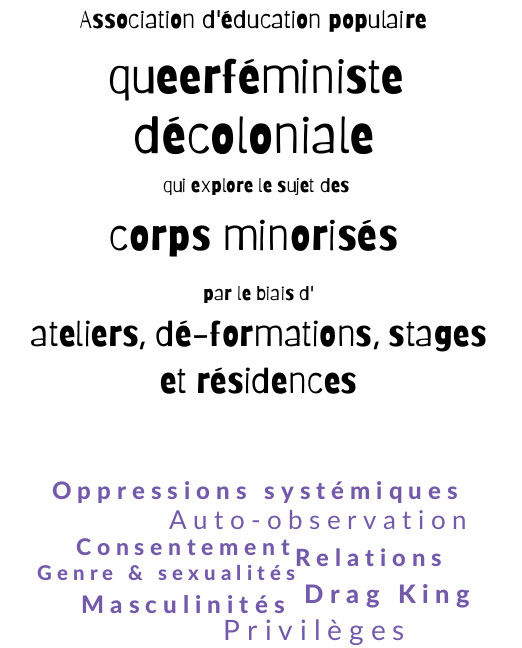 Association d'éducation populaire
queerféministe
décoloniale
qui explore le sujet des
corps minorisés
par le biais d'
ateliers, dé-formations, stages
et résidences
Oppressions systémiques
Auto-observation
Consentement
Relations
Genre & sexualités
Drag King
Masculinités
Privilèges